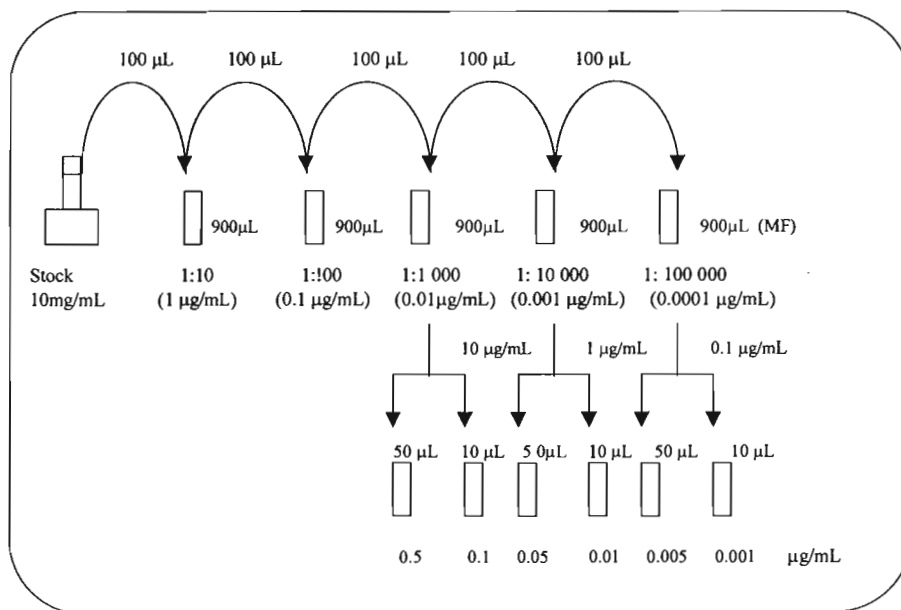 100 µL 100 µL 100 µL 100 µL 100 µL
900µL 900µL 900µL 900µL 900µL (MF)
Stock 1:10 1:!00 1:1 000 1: 10 000 1: 100 000
10mg/mL (1 µg/mL) (0.1 µg/mL) (0.01µg/mL) (0.001 µg/mL) (0.0001 µg/mL)
10 µg/mL 1 µg/mL 0.1 µg/mL
50 µL 10 µL 5 0µL 10 µL 50 µL 10 µL
0.5 0.1 0.05 0.01 0.005 0.001 µg/mL